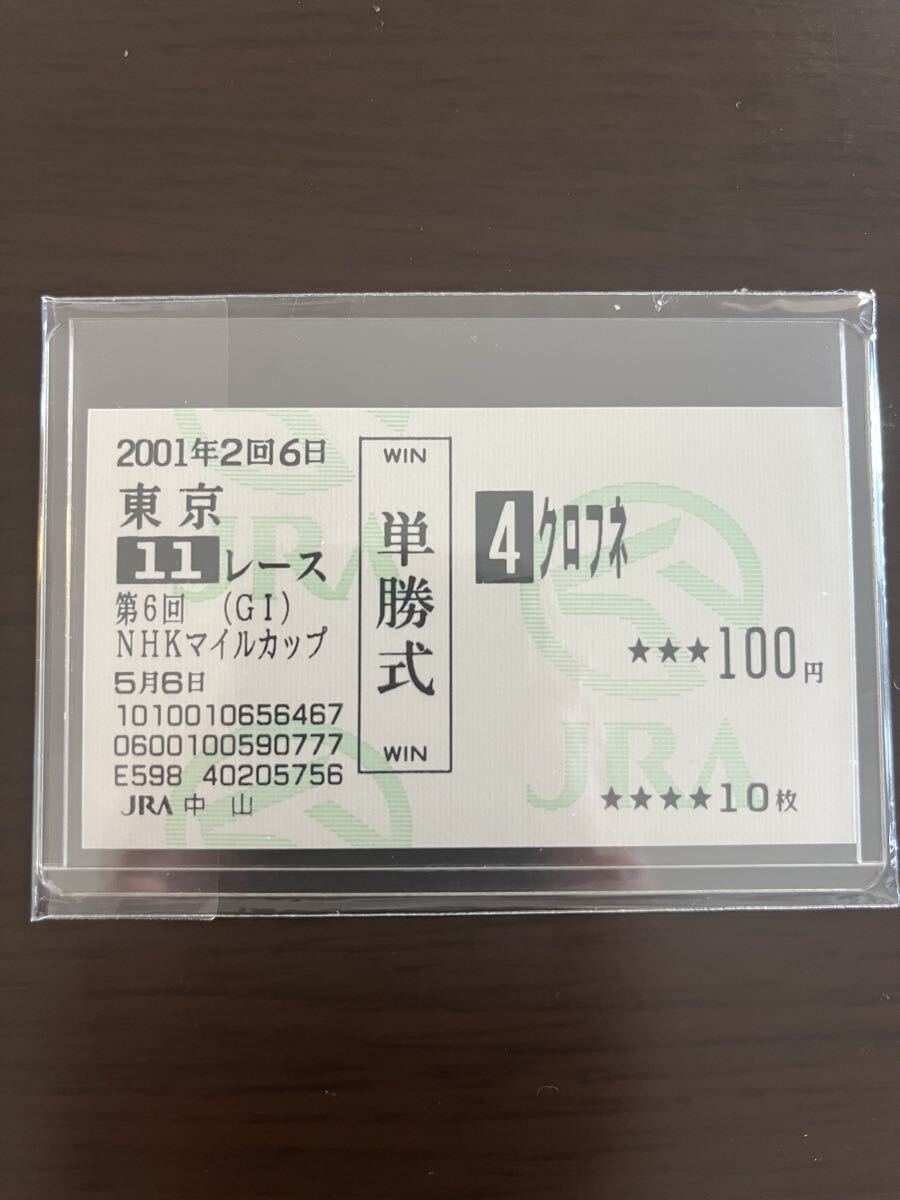 2001年2回6日
東京
11レース
第6回 (GI)
NHKマイルカップ
5月6日
1010010656467
0600100590777
E598 40205756
JRA 中山
WIN
単勝式
WIN
4 クロフネ
★★★100円
★★★★10枚
JRA
JRA